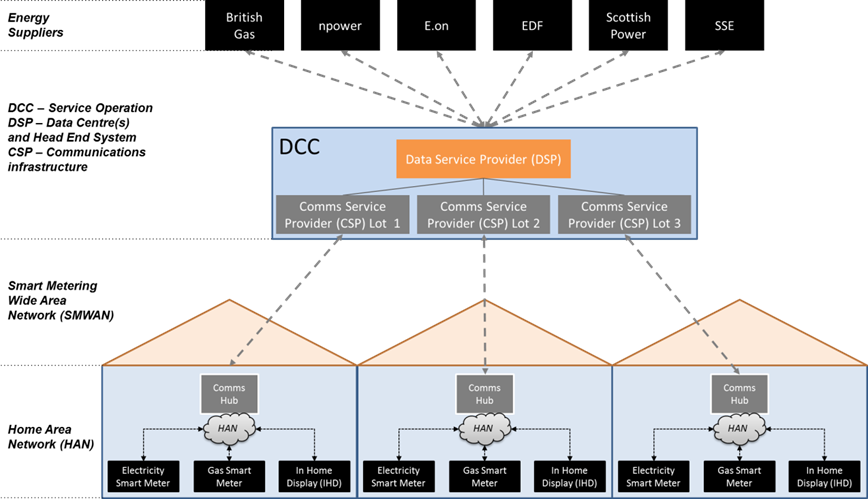 Energy
Suppliers
British
Gas
npower
E.on
EDF
Scottish
Power
SSE
DCC – Service Operation
DSP – Data Centre(s)
and Head End System
CSP – Communications
infrastructure
DCC
Data Service Provider (DSP)
Comms Service
Provider (CSP) Lot 1
Comms Service
Provider (CSP) Lot 2
Comms Service
Provider (CSP) Lot 3
Smart Metering
Wide Area
Network (SMWAN)
Home Area
Network (HAN)
Comms
Hub
HAN
Electricity
Smart Meter
Gas Smart
Meter
In Home
Display (IHD)
Comms
Hub
HAN
Electricity
Smart Meter
Gas Smart
Meter
In Home
Display (IHD)
Comms
Hub
HAN
Electricity
Smart Meter
Gas Smart
Meter
In Home
Display (IHD)